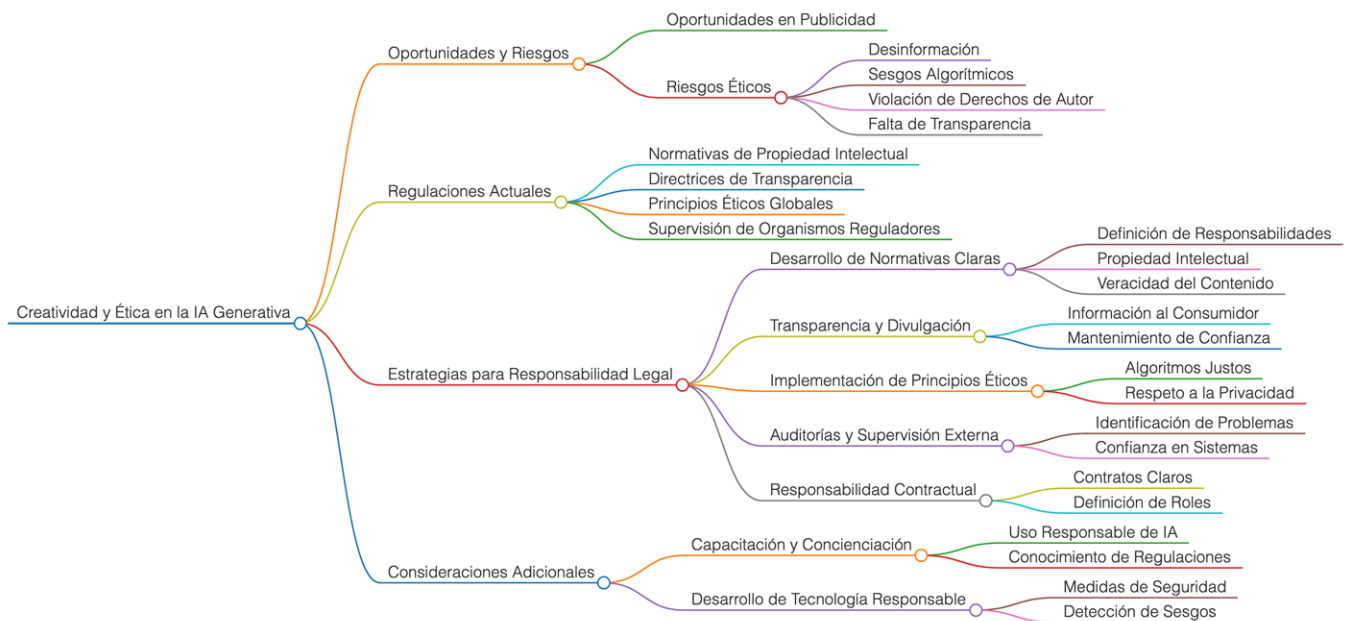 Creatividad y Ética en la IA Generativa
Oportunidades y Riesgos
Oportunidades en Publicidad
Riesgos Éticos
Desinformación
Sesgos Algorítmicos
Violación de Derechos de Autor
Falta de Transparencia
Regulaciones Actuales
Normativas de Propiedad Intelectual
Directrices de Transparencia
Principios Éticos Globales
Supervisión de Organismos Reguladores
Estrategias para Responsabilidad Legal
Desarrollo de Normativas Claras
Definición de Responsabilidades
Propiedad Intelectual
Veracidad del Contenido
Transparencia y Divulgación
Información al Consumidor
Mantenimiento de Confianza
Implementación de Principios Éticos
Algoritmos Justos
Respeto a la Privacidad
Auditorías y Supervisión Externa
Identificación de Problemas
Confianza en Sistemas
Responsabilidad Contractual
Contratos Claros
Definición de Roles
Consideraciones Adicionales
Capacitación y Concienciación
Uso Responsable de IA
Conocimiento de Regulaciones
Desarrollo de Tecnología Responsable
Medidas de Seguridad
Detección de Sesgos